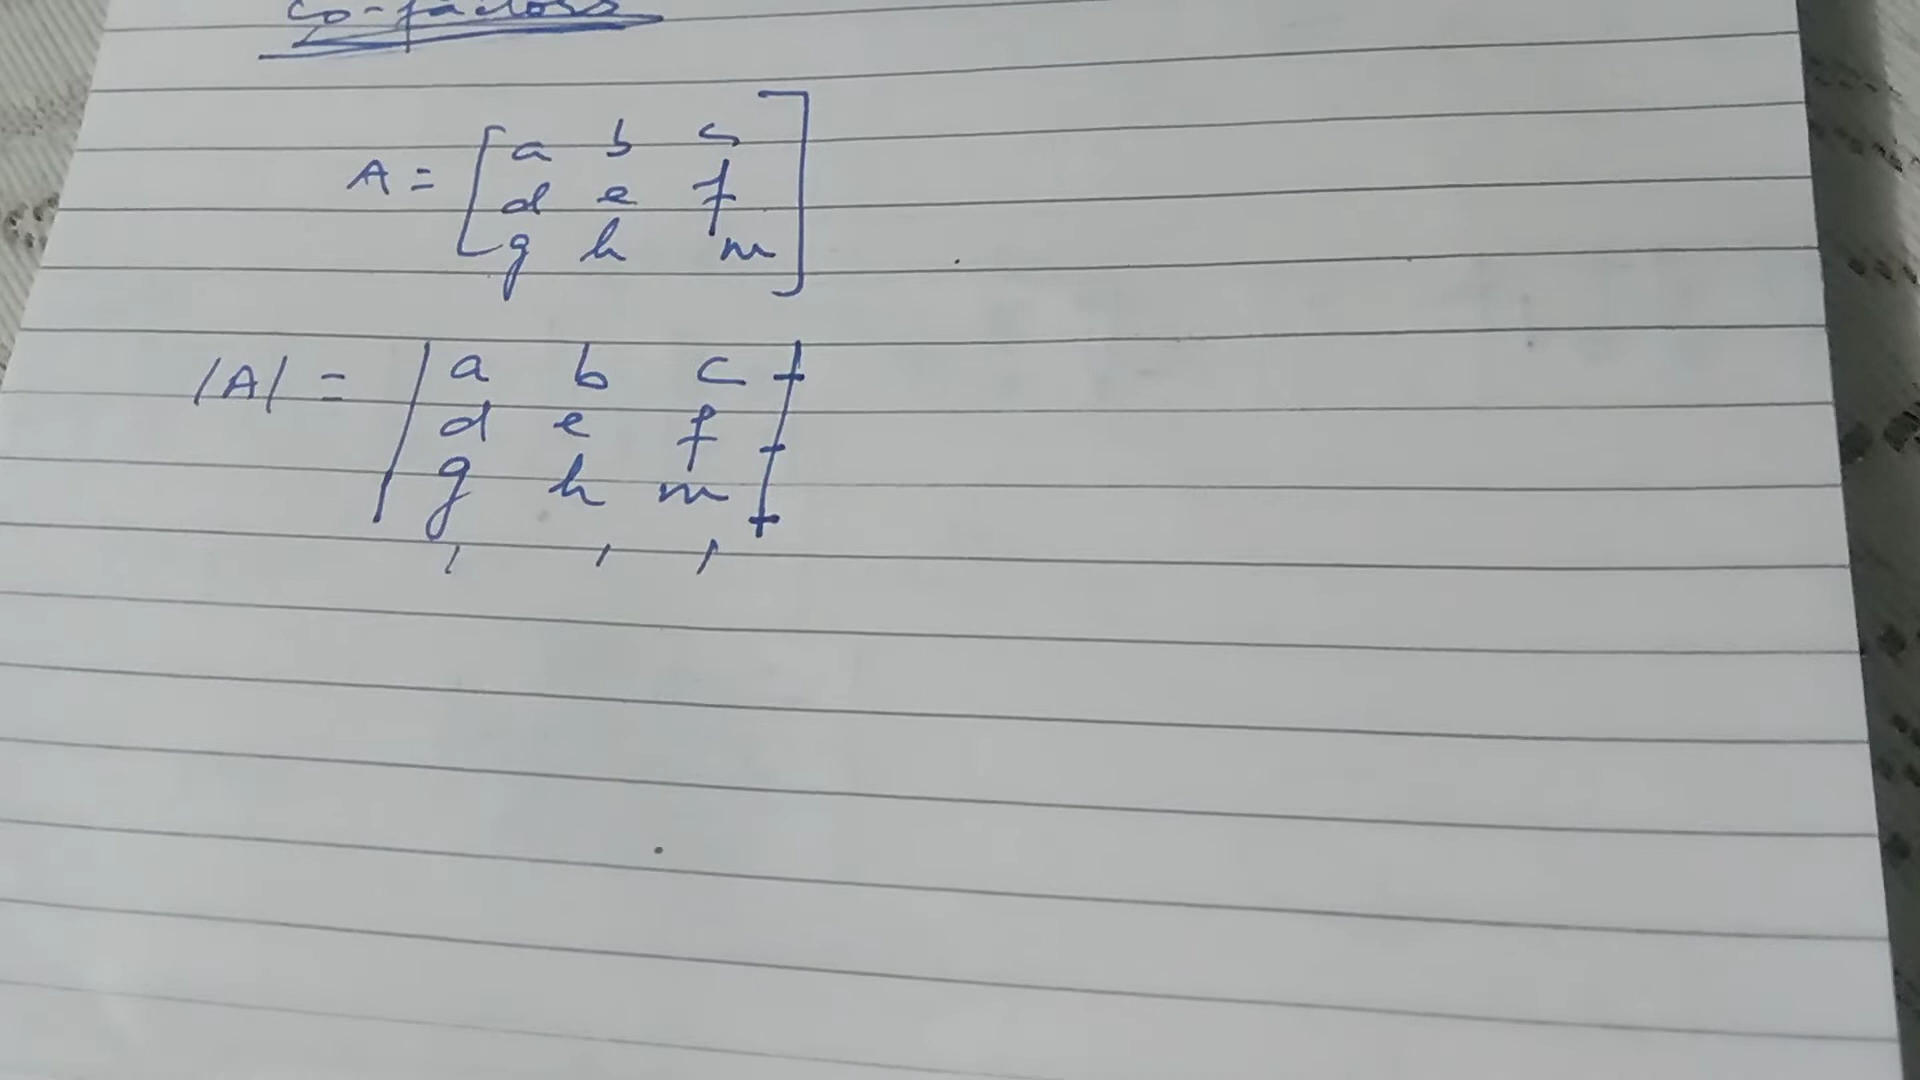 Co-factors
A = [ a b c
d e f
g h m ]
|A| = | a b c |
d e f
g h m